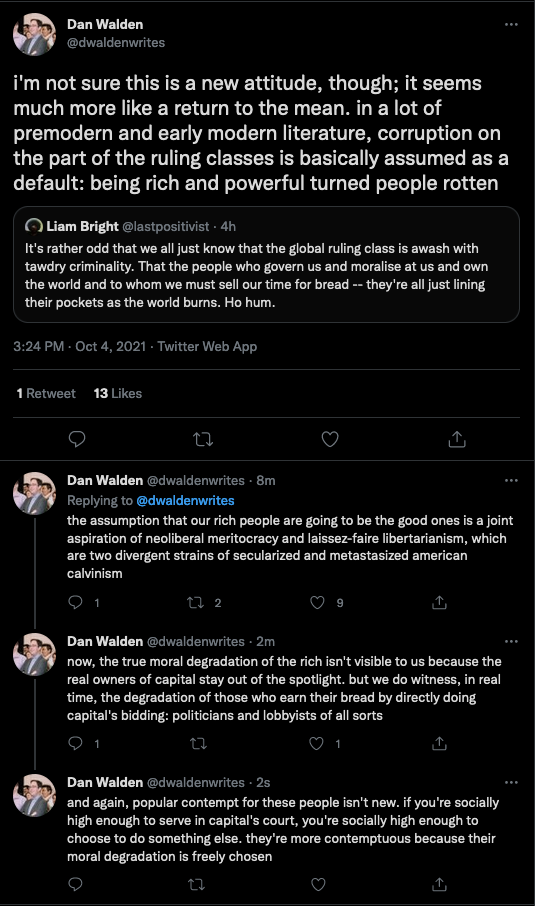 Dan Walden
@dwaldenwrites
i'm not sure this is a new attitude, though; it seems
much more like a return to the mean. in a lot of
premodern and early modern literature, corruption on
the part of the ruling classes is basically assumed as a
default: being rich and powerful turned people rotten
Liam Bright @lastpositivist · 4h
It's rather odd that we all just know that the global ruling class is awash with
tawdry criminality. That the people who govern us and moralise at us and own
the world and to whom we must sell our time for bread -- they're all just lining
their pockets as the world burns. Ho hum.
3:24 PM · Oct 4, 2021 · Twitter Web App
1 Retweet 13 Likes
Dan Walden @dwaldenwrites · 8m
Replying to @dwaldenwrites
the assumption that our rich people are going to be the good ones is a joint
aspiration of neoliberal meritocracy and laissez-faire libertarianism, which
are two divergent strains of secularized and metastasized american
calvinism
1 2 9
Dan Walden @dwaldenwrites · 2m
now, the true moral degradation of the rich isn't visible to us because the
real owners of capital stay out of the spotlight. but we do witness, in real
time, the degradation of those who earn their bread by directly doing
capital's bidding: politicians and lobbyists of all sorts
1 1
Dan Walden @dwaldenwrites · 2s
and again, popular contempt for these people isn't new. if you're socially
high enough to serve in capital's court, you're socially high enough to
choose to do something else. they're more contemptuous because their
moral degradation is freely chosen